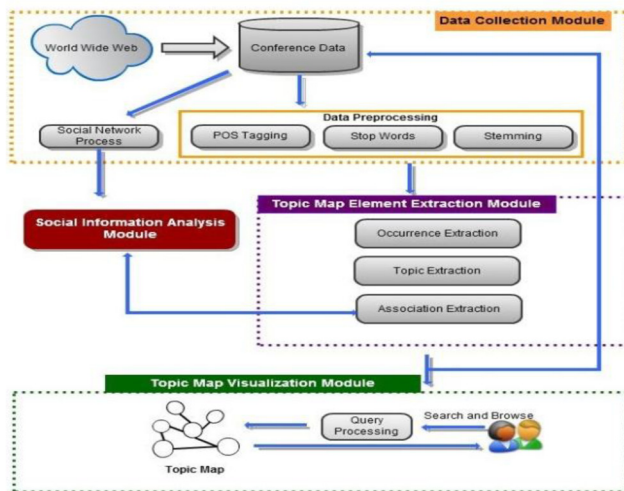 Data Collection Module
World Wide Web
Conference Data
Data Preprocessing
Social Network
Process
POS Tagging
Stop Words
Stemming
Social Information Analysis
Module
Topic Map Element Extraction Module
Occurrence Extraction
Topic Extraction
Association Extraction
Topic Map Visualization Module
Query
Processing
Search and Browse
Topic Map